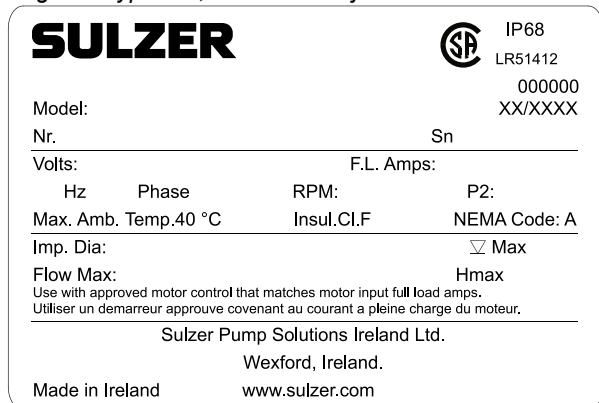 SULZER
SA
IP68
LR51412
000000
Model: XX/XXXX
Nr. Sn
Volts: F.L. Amps:
Hz Phase RPM: P2:
Max. Amb. Temp.40 °C Insul.Cl.F NEMA Code: A
Imp. Dia: Max
Flow Max: Hmax
Use with approved motor control that matches motor input full load amps.
Utiliser un demarreur approuve covenant au courant a pleine charge du moteur.
Sulzer Pump Solutions Ireland Ltd.
Wexford, Ireland.
Made in Ireland www.sulzer.com